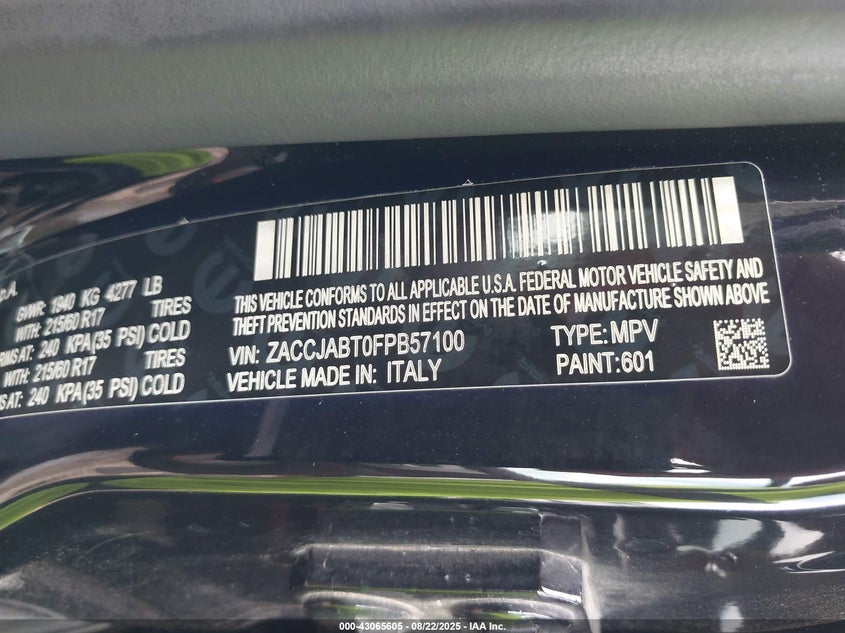 p.A.
GWR: 1940 KG 4277 LB
WITH: 215/60 R17 TIRES
RIMS AT: 240 KPA(35 PSI) COLD
WITH: 215/60 R17 TIRES
AT: 240 KPA(35 PSI) COLD
THIS VEHICLE CONFORMS TO ALL APPLICABLE U.S.A. FEDERAL MOTOR VEHICLE SAFETY AND
THEFT PREVENTION STANDARDS IN EFFECT ON THE DATE OF MANUFACTURE SHOWN ABOVE
VIN: ZACCJABT0FPB57100 TYPE: MPV
VEHICLE MADE IN: ITALY PAINT:601
000-43065605 - 08/22/2025 - IAA Inc.